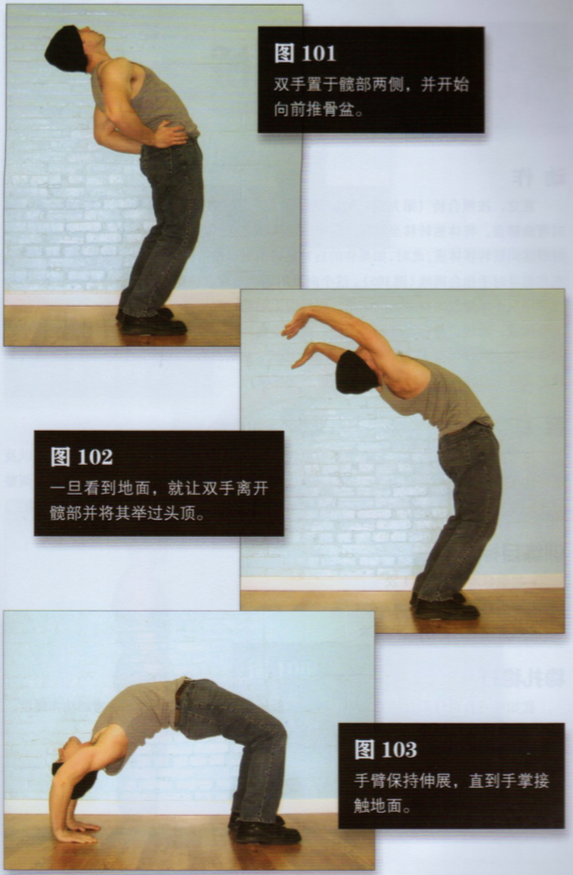 图 101
双手置于髋部两侧，并开始
向前推骨盆。
图 102
一旦看到地面，就让双手离开
髋部并将其举过头顶。
图 103
手臂保持伸展，直到手掌接
触地面。